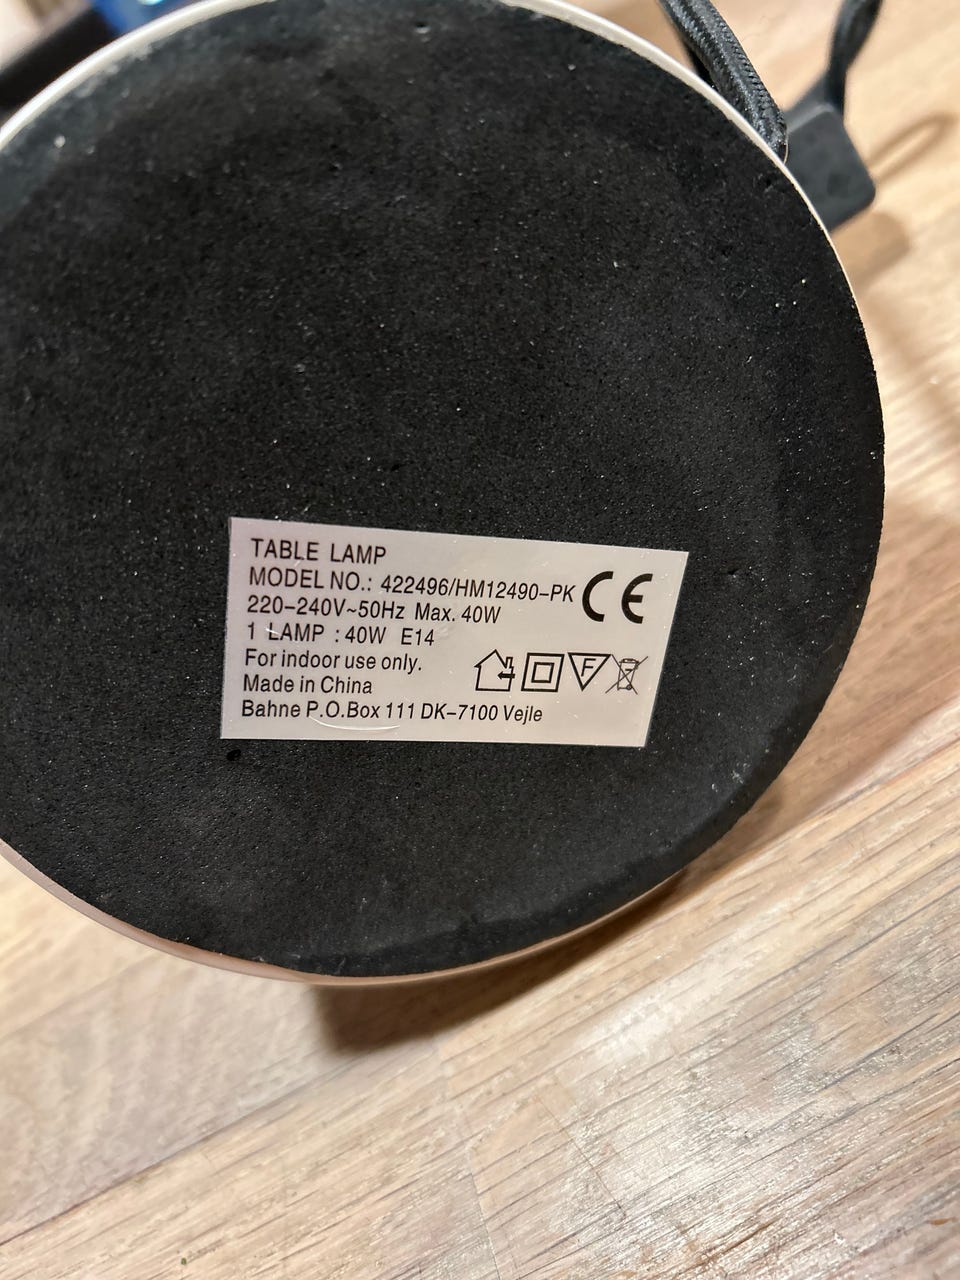 TABLE LAMP
MODEL NO.: 422496/HM12490-PK CE
220-240V~50Hz Max. 40W
1 LAMP : 40W E14
For indoor use only.
F
Made in China
Bahne P.O.Box 111 DK-7100 Vejle